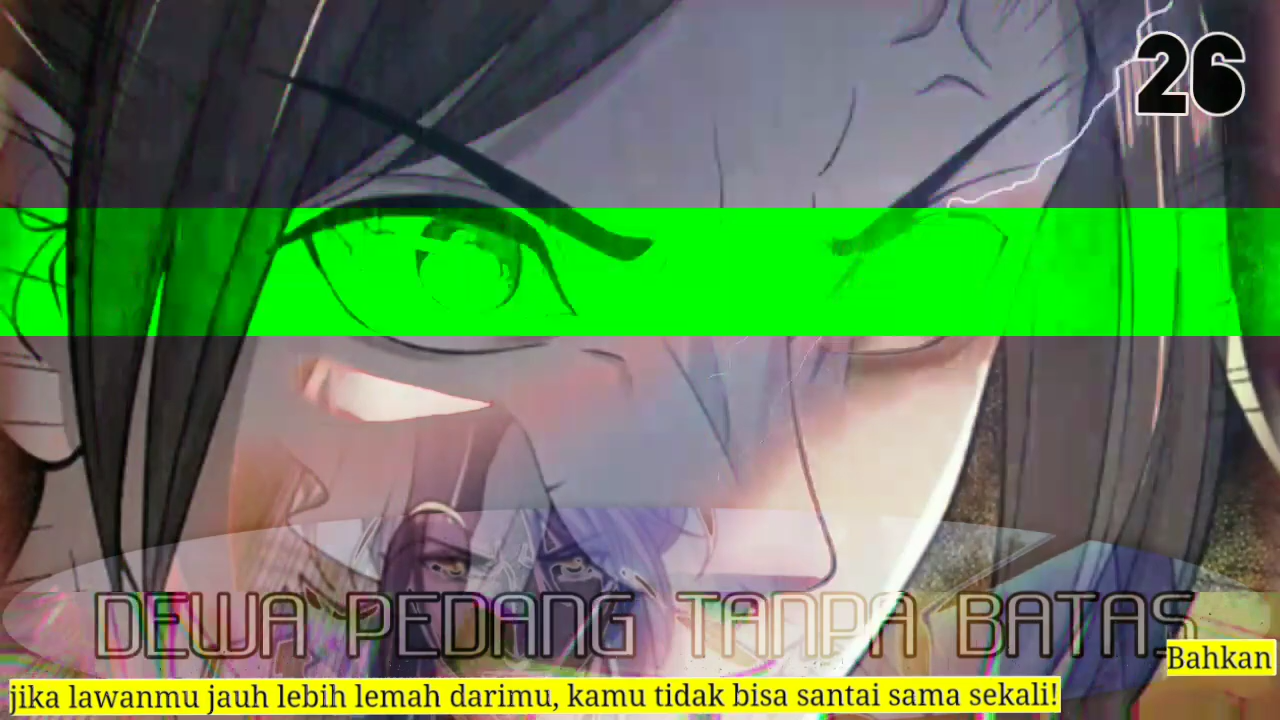 26
DEWA PEDANG TANPA BATAS
Bahkan
jika lawanmu jauh lebih lemah darimu, kamu tidak bisa santai sama sekali!